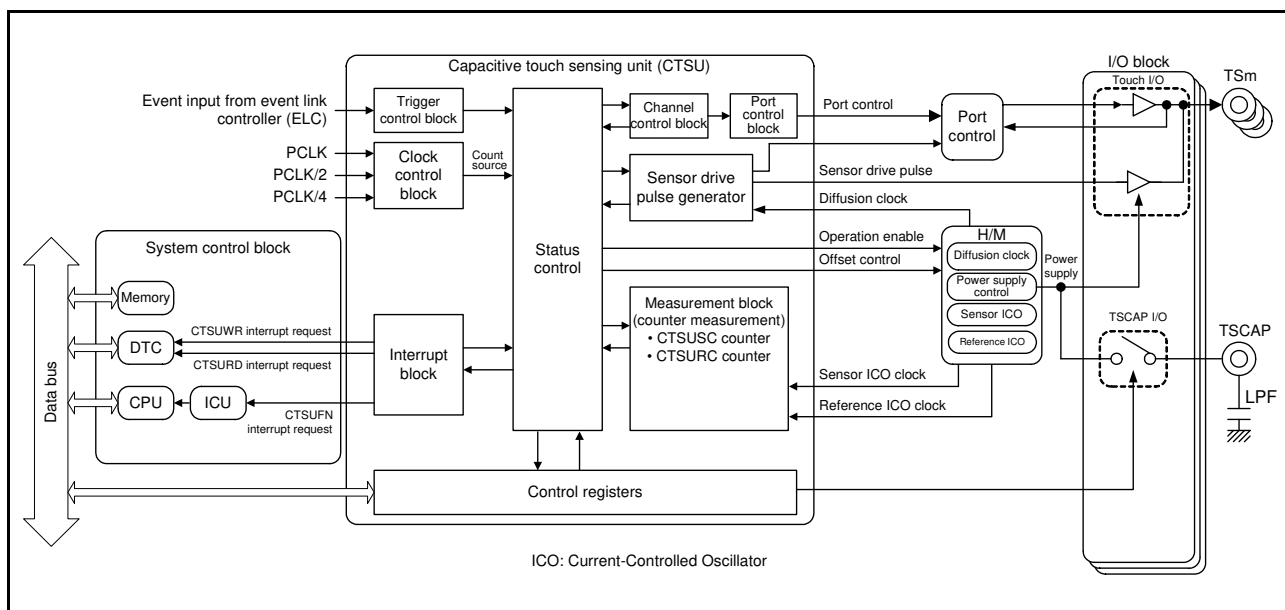 Capacitive touch sensing unit (CTSU)
I/O block
TSm
Touch I/O
Event input from event link
controller (ELC)
Trigger
control block
Channel
control block
Port
control
block
Port control
Port
control
PCLK
PCLK/2
PCLK/4
Clock
control
block
Count
source
Sensor drive
pulse generator
Sensor drive pulse
Diffusion clock
System control block
Status
control
Operation enable
Offset control
H/M
Diffusion clock
Power supply
control
Sensor ICO
Reference ICO
Power
supply
Memory
Measurement block
(counter measurement)
• CTSUSC counter
• CTSURC counter
TSCAP I/O
TSCAP
CTSUWR interrupt request
DTC
CTSURD interrupt request
Interrupt
block
Sensor ICO clock
Data bus
CPU
ICU
CTSUFN
interrupt request
Reference ICO clock
LPF
Control registers
ICO: Current-Controlled Oscillator